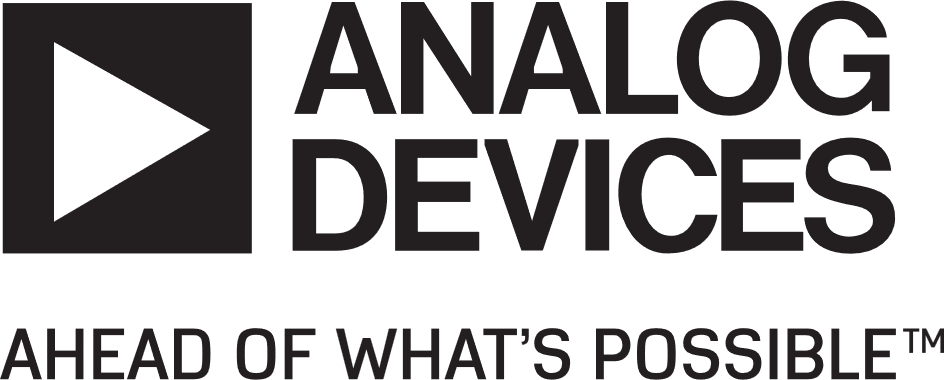 ANALOG
DEVICES
AHEAD OF WHAT’S POSSIBLE™